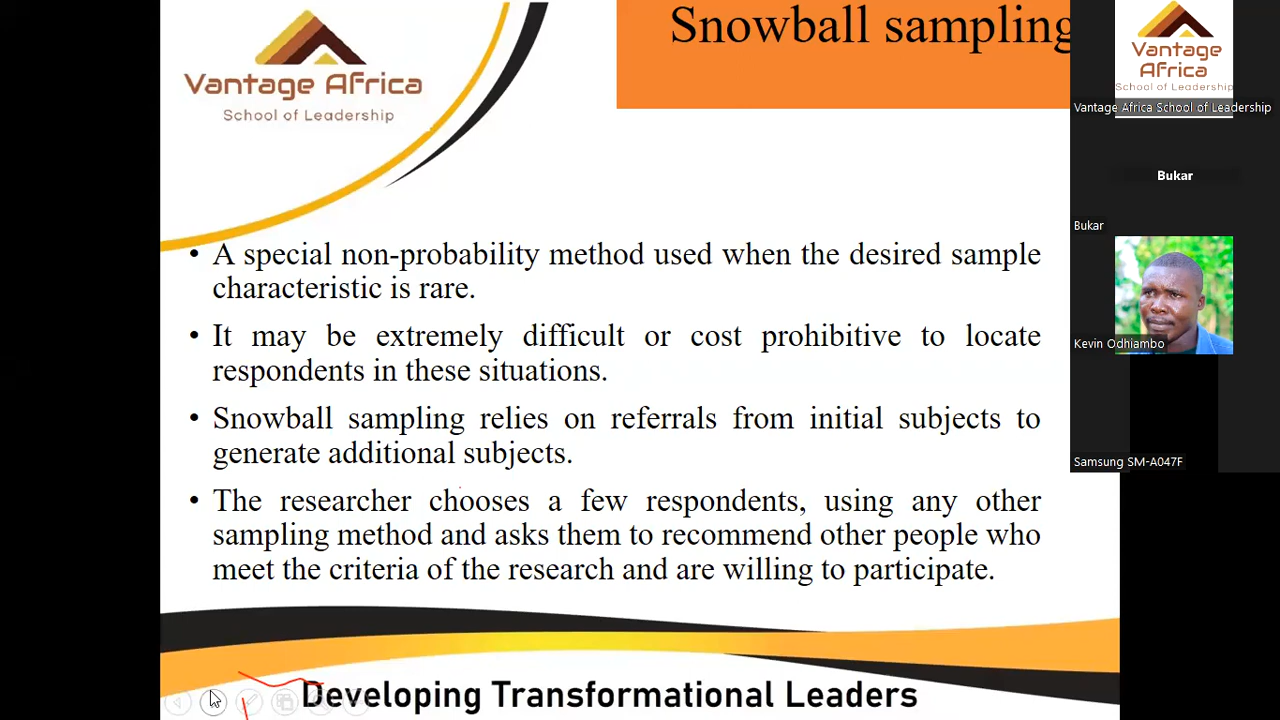 Snowball sampling
Vantage Africa
School of Leadership
• A special non-probability method used when the desired sample
characteristic is rare.
• It may be extremely difficult or cost prohibitive to locate
respondents in these situations.
• Snowball sampling relies on referrals from initial subjects to
generate additional subjects.
• The researcher chooses a few respondents, using any other
sampling method and asks them to recommend other people who
meet the criteria of the research and are willing to participate.
Developing Transformational Leaders
Vantage
Africa
School of Leadership
Vantage Africa School of Leadership
Bukar
Bukar
Kevin Odhiambo
Samsung SM-A047F